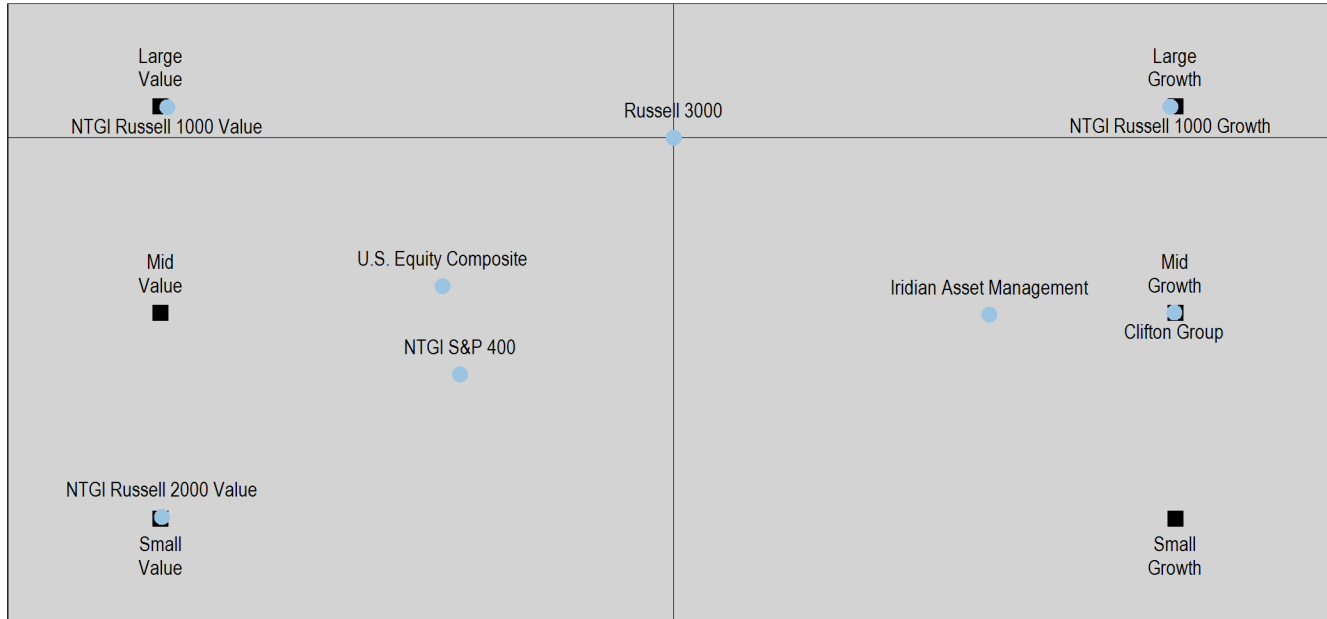 Large
Value
NTGI Russell 1000 Value
Russell 3000
Large
Growth
NTGI Russell 1000 Growth
Mid
Value
U.S. Equity Composite
NTGI S&P 400
Iridian Asset Management
Mid
Growth
Clifton Group
NTGI Russell 2000 Value
Small
Value
Small
Growth